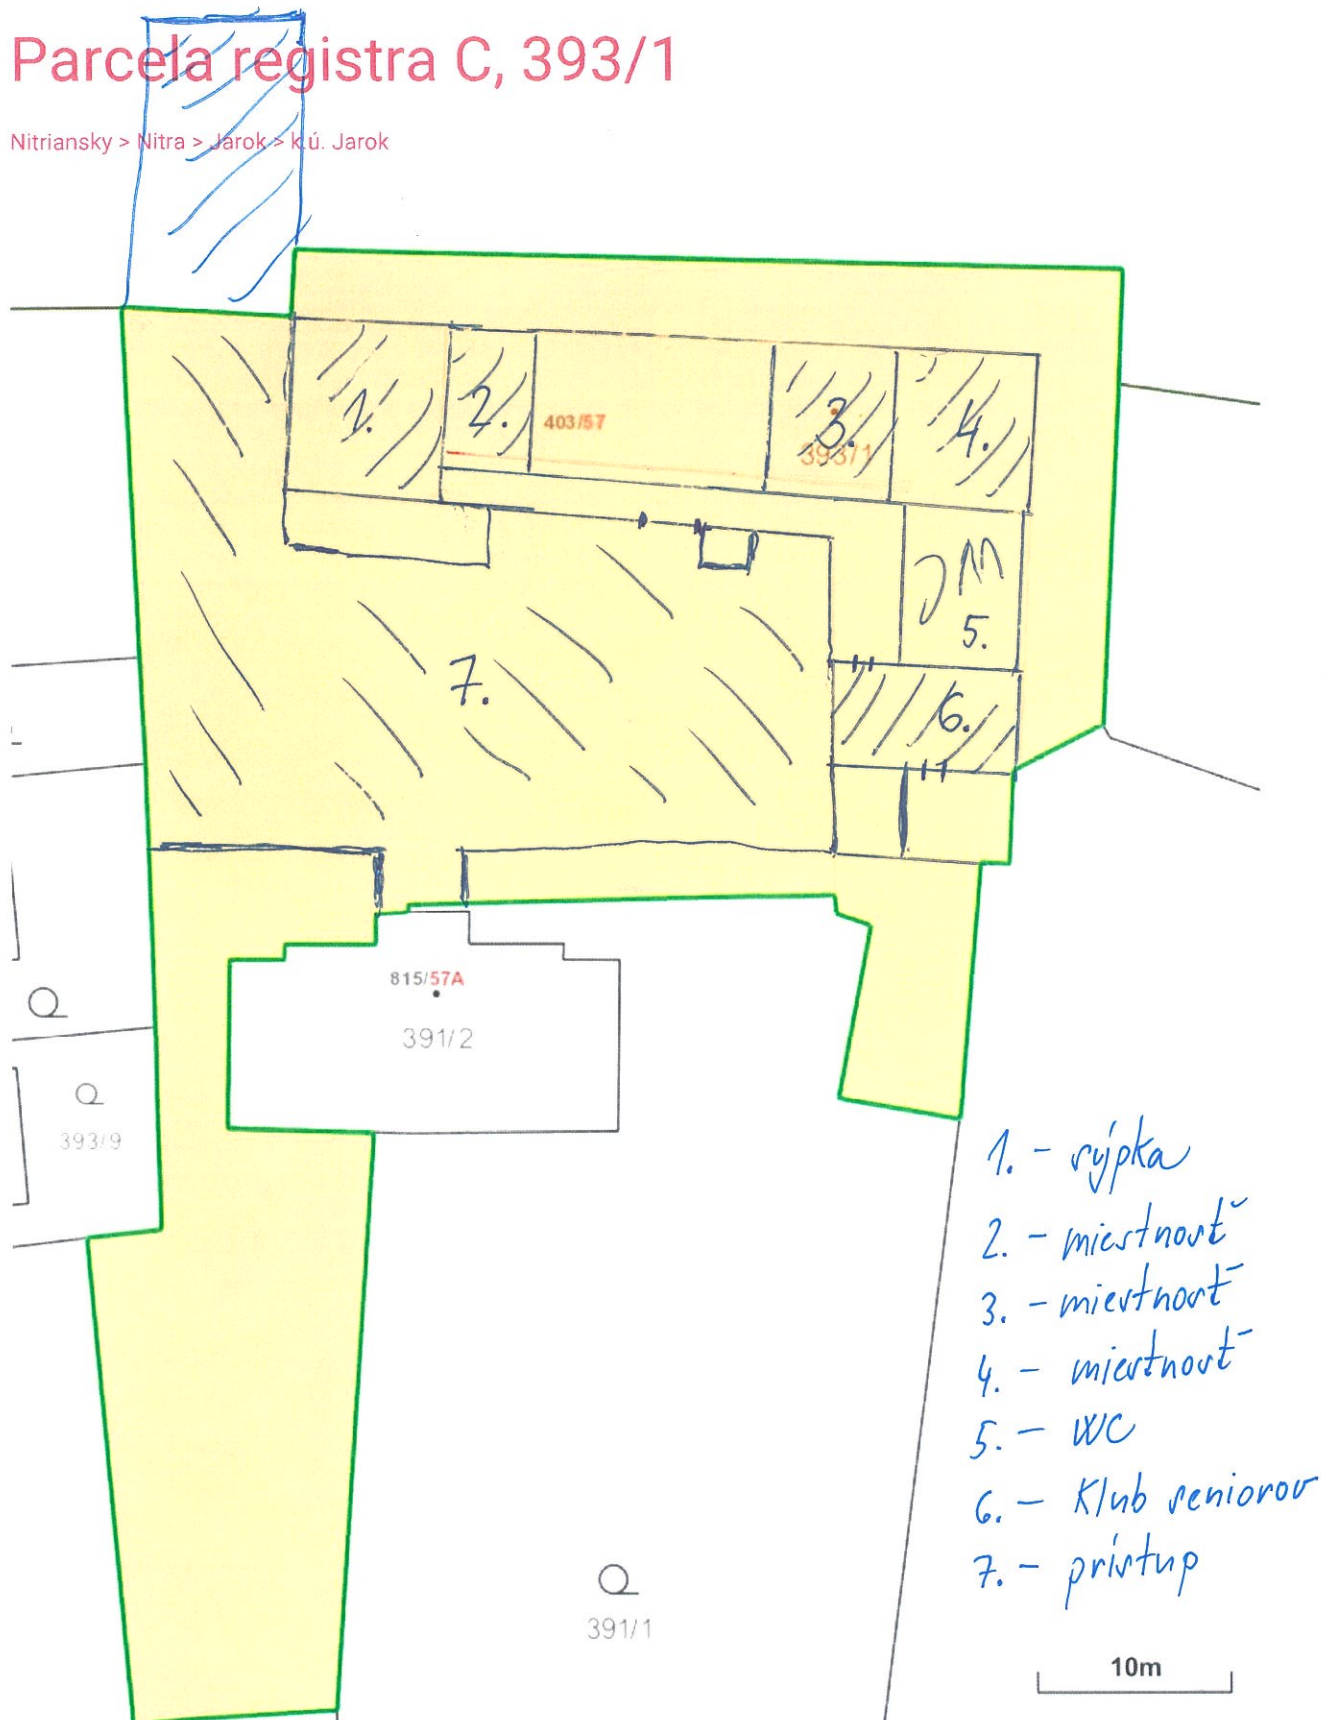 Parcela registra C, 393/1
Nitriansky > Nitra > Jarok > k.ú. Jarok
1.
2.
403/57
3.
393/1
4.
5.
6.
7.
815/57A
391/2
393/9
1. - sýpka
2. - miestnosť
3. - miestnosť
4. - miestnosť
5. - WC
6. - Klub seniorov
7. - prístup
391/1
10m